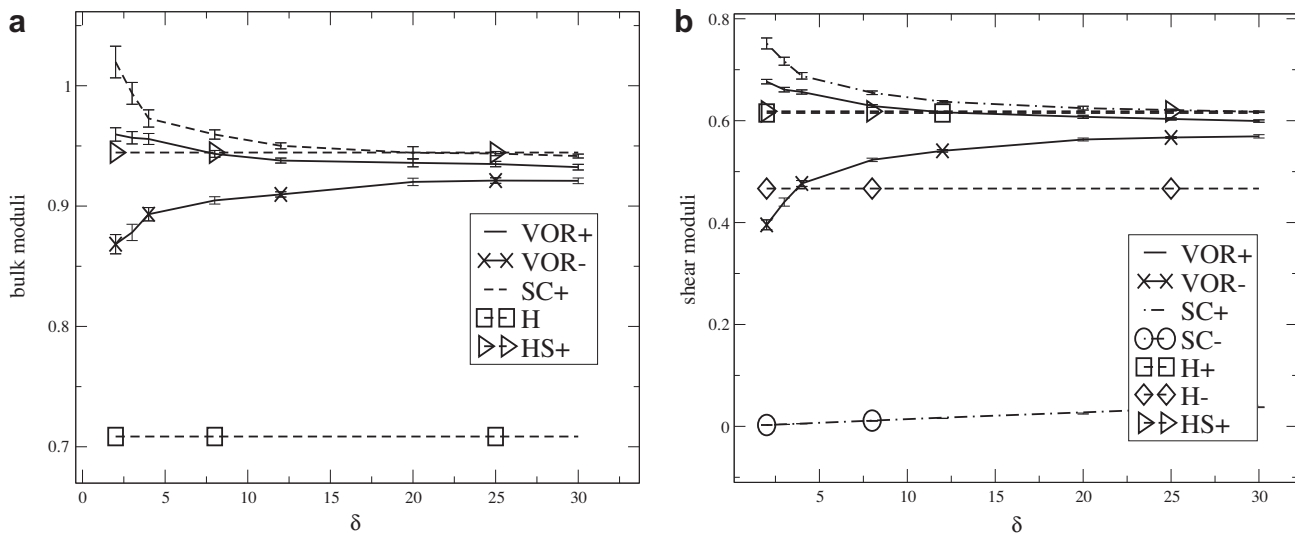 a
bulk moduli
1
0.9
0.8
0.7
0
5
10
15
20
25
30
δ
VOR+
VOR-
SC+
H
HS+
b
shear moduli
0.8
0.6
0.4
0.2
0
5
10
15
20
25
30
δ
VOR+
VOR-
SC+
SC-
H+
H-
HS+